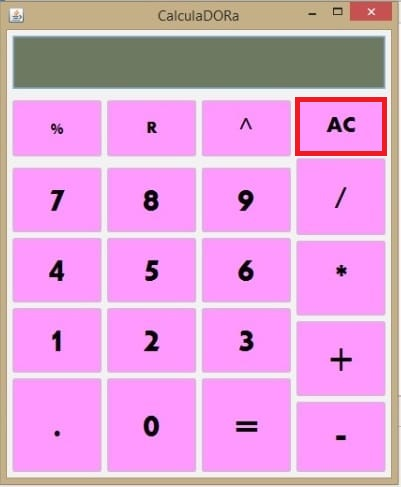 CalculaDORa
% R ^ AC
7 8 9 /
4 5 6 *
1 2 3 +
. 0 = -